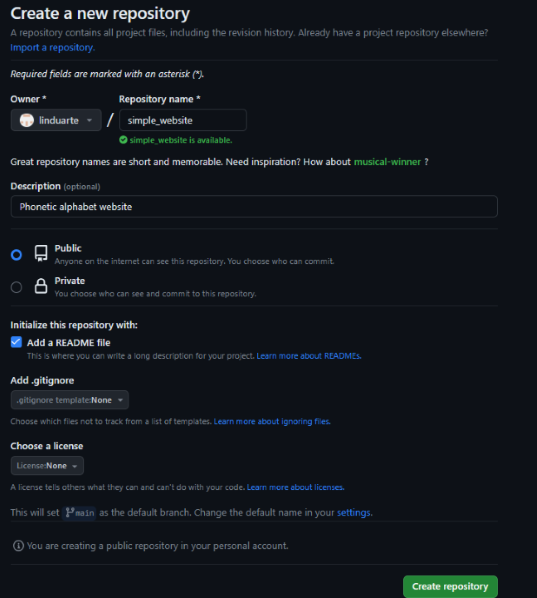 Create a new repository
A repository contains all project files, including the revision history. Already have a project repository elsewhere?
Import a repository.
Required fields are marked with an asterisk (*).
Owner * Repository name *
linduarte / simple_website
simple_website is available.
Great repository names are short and memorable. Need inspiration? How about musical-winner ?
Description (optional)
Phonetic alphabet website
Public
Anyone on the internet can see this repository. You choose who can commit.
Private
You choose who can see and commit to this repository.
Initialize this repository with:
Add a README file
This is where you can write a long description for your project. Learn more about READMEs.
Add .gitignore
.gitignore template:None
Choose which files not to track from a list of templates. Learn more about ignoring files.
Choose a license
License:None
A license tells others what they can and can't do with your code. Learn more about licenses.
This will set main as the default branch. Change the default name in your settings.
You are creating a public repository in your personal account.
Create repository